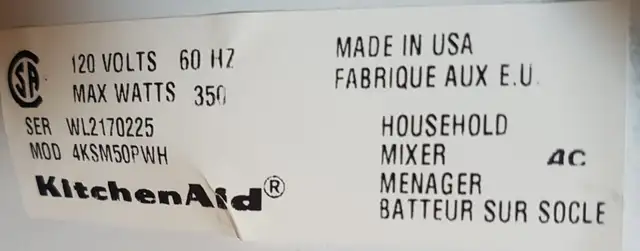 CSA
120 VOLTS 60 HZ
MAX WATTS 350
SER WL2170225
MOD 4KSM50PWH
KitchenAid®
MADE IN USA
FABRIQUE AUX E.U.
HOUSEHOLD
MIXER AC
MENAGER
BATTEUR SUR SOCLE